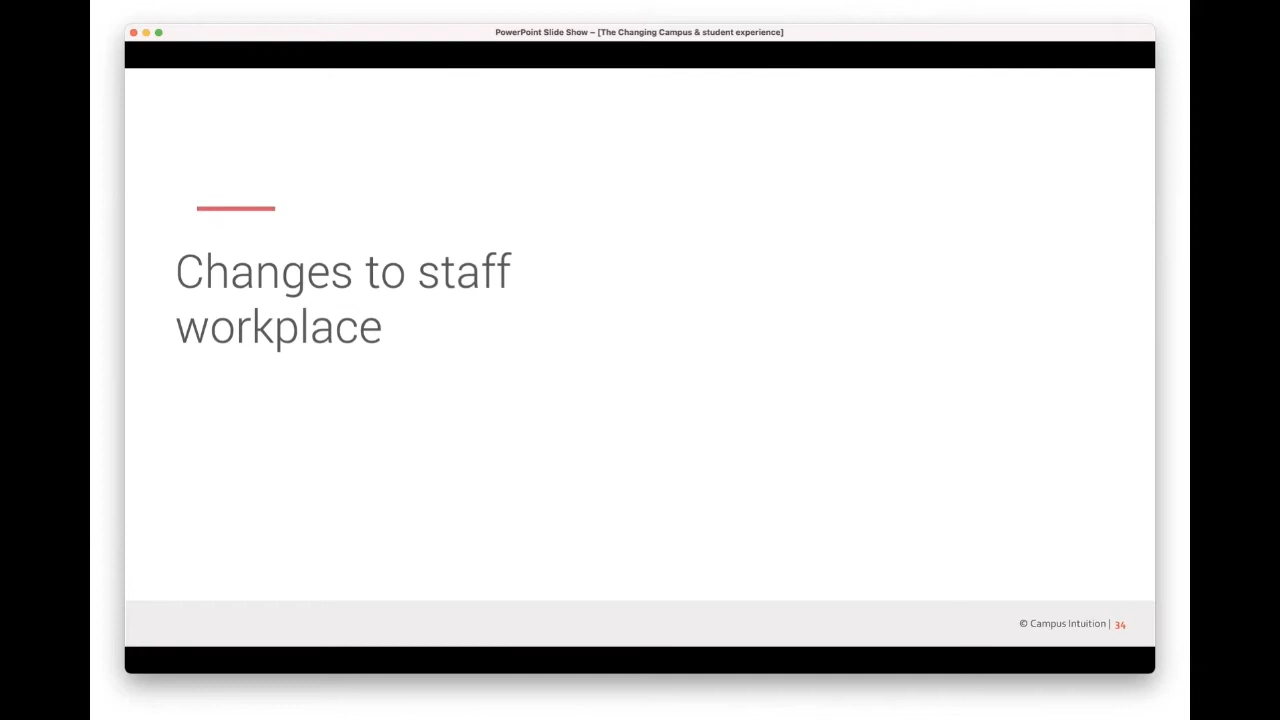 PowerPoint Slide Show – [The Changing Campus & student experience]
Changes to staff
workplace
© Campus Intuition | 34